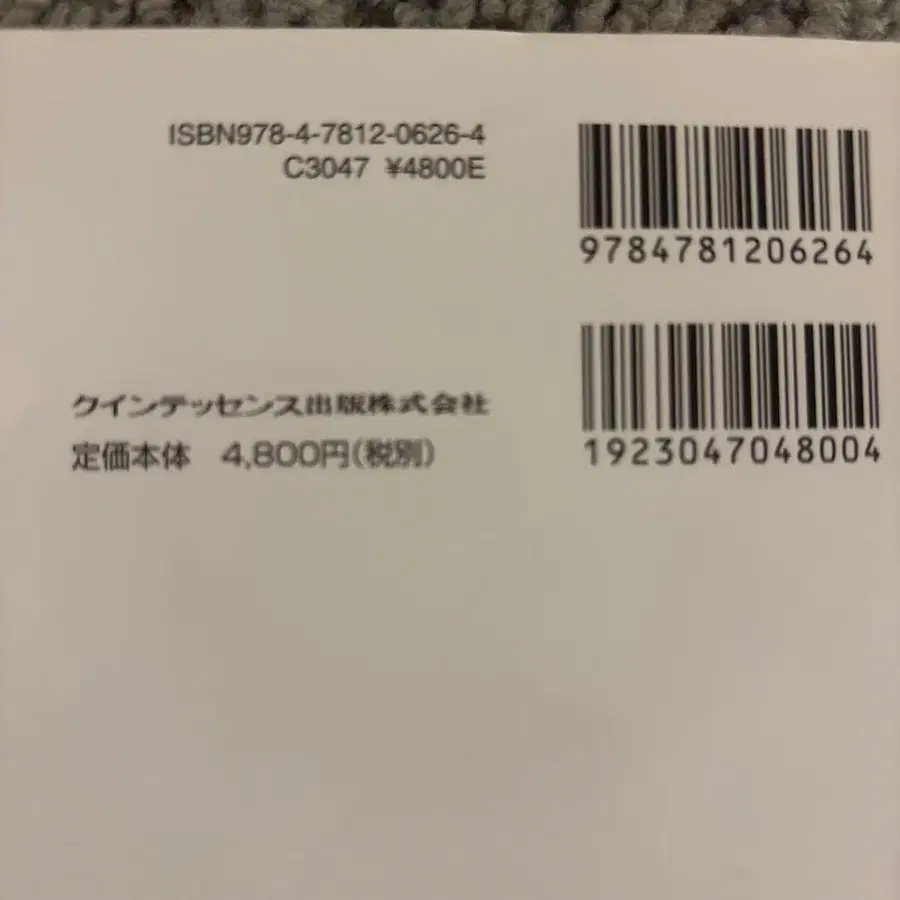 ISBN978-4-7812-0626-4
C3047 ¥4800E
9784781206264
クインテッセンス出版株式会社
定価本体 4,800円(税別)
1923047048004